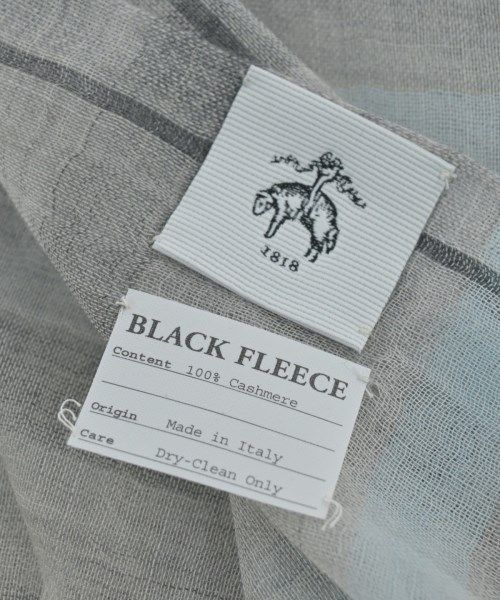 1818
BLACK FLEECE
Content 100% Cashmere
Origin Made in Italy
Care Dry-Clean Only